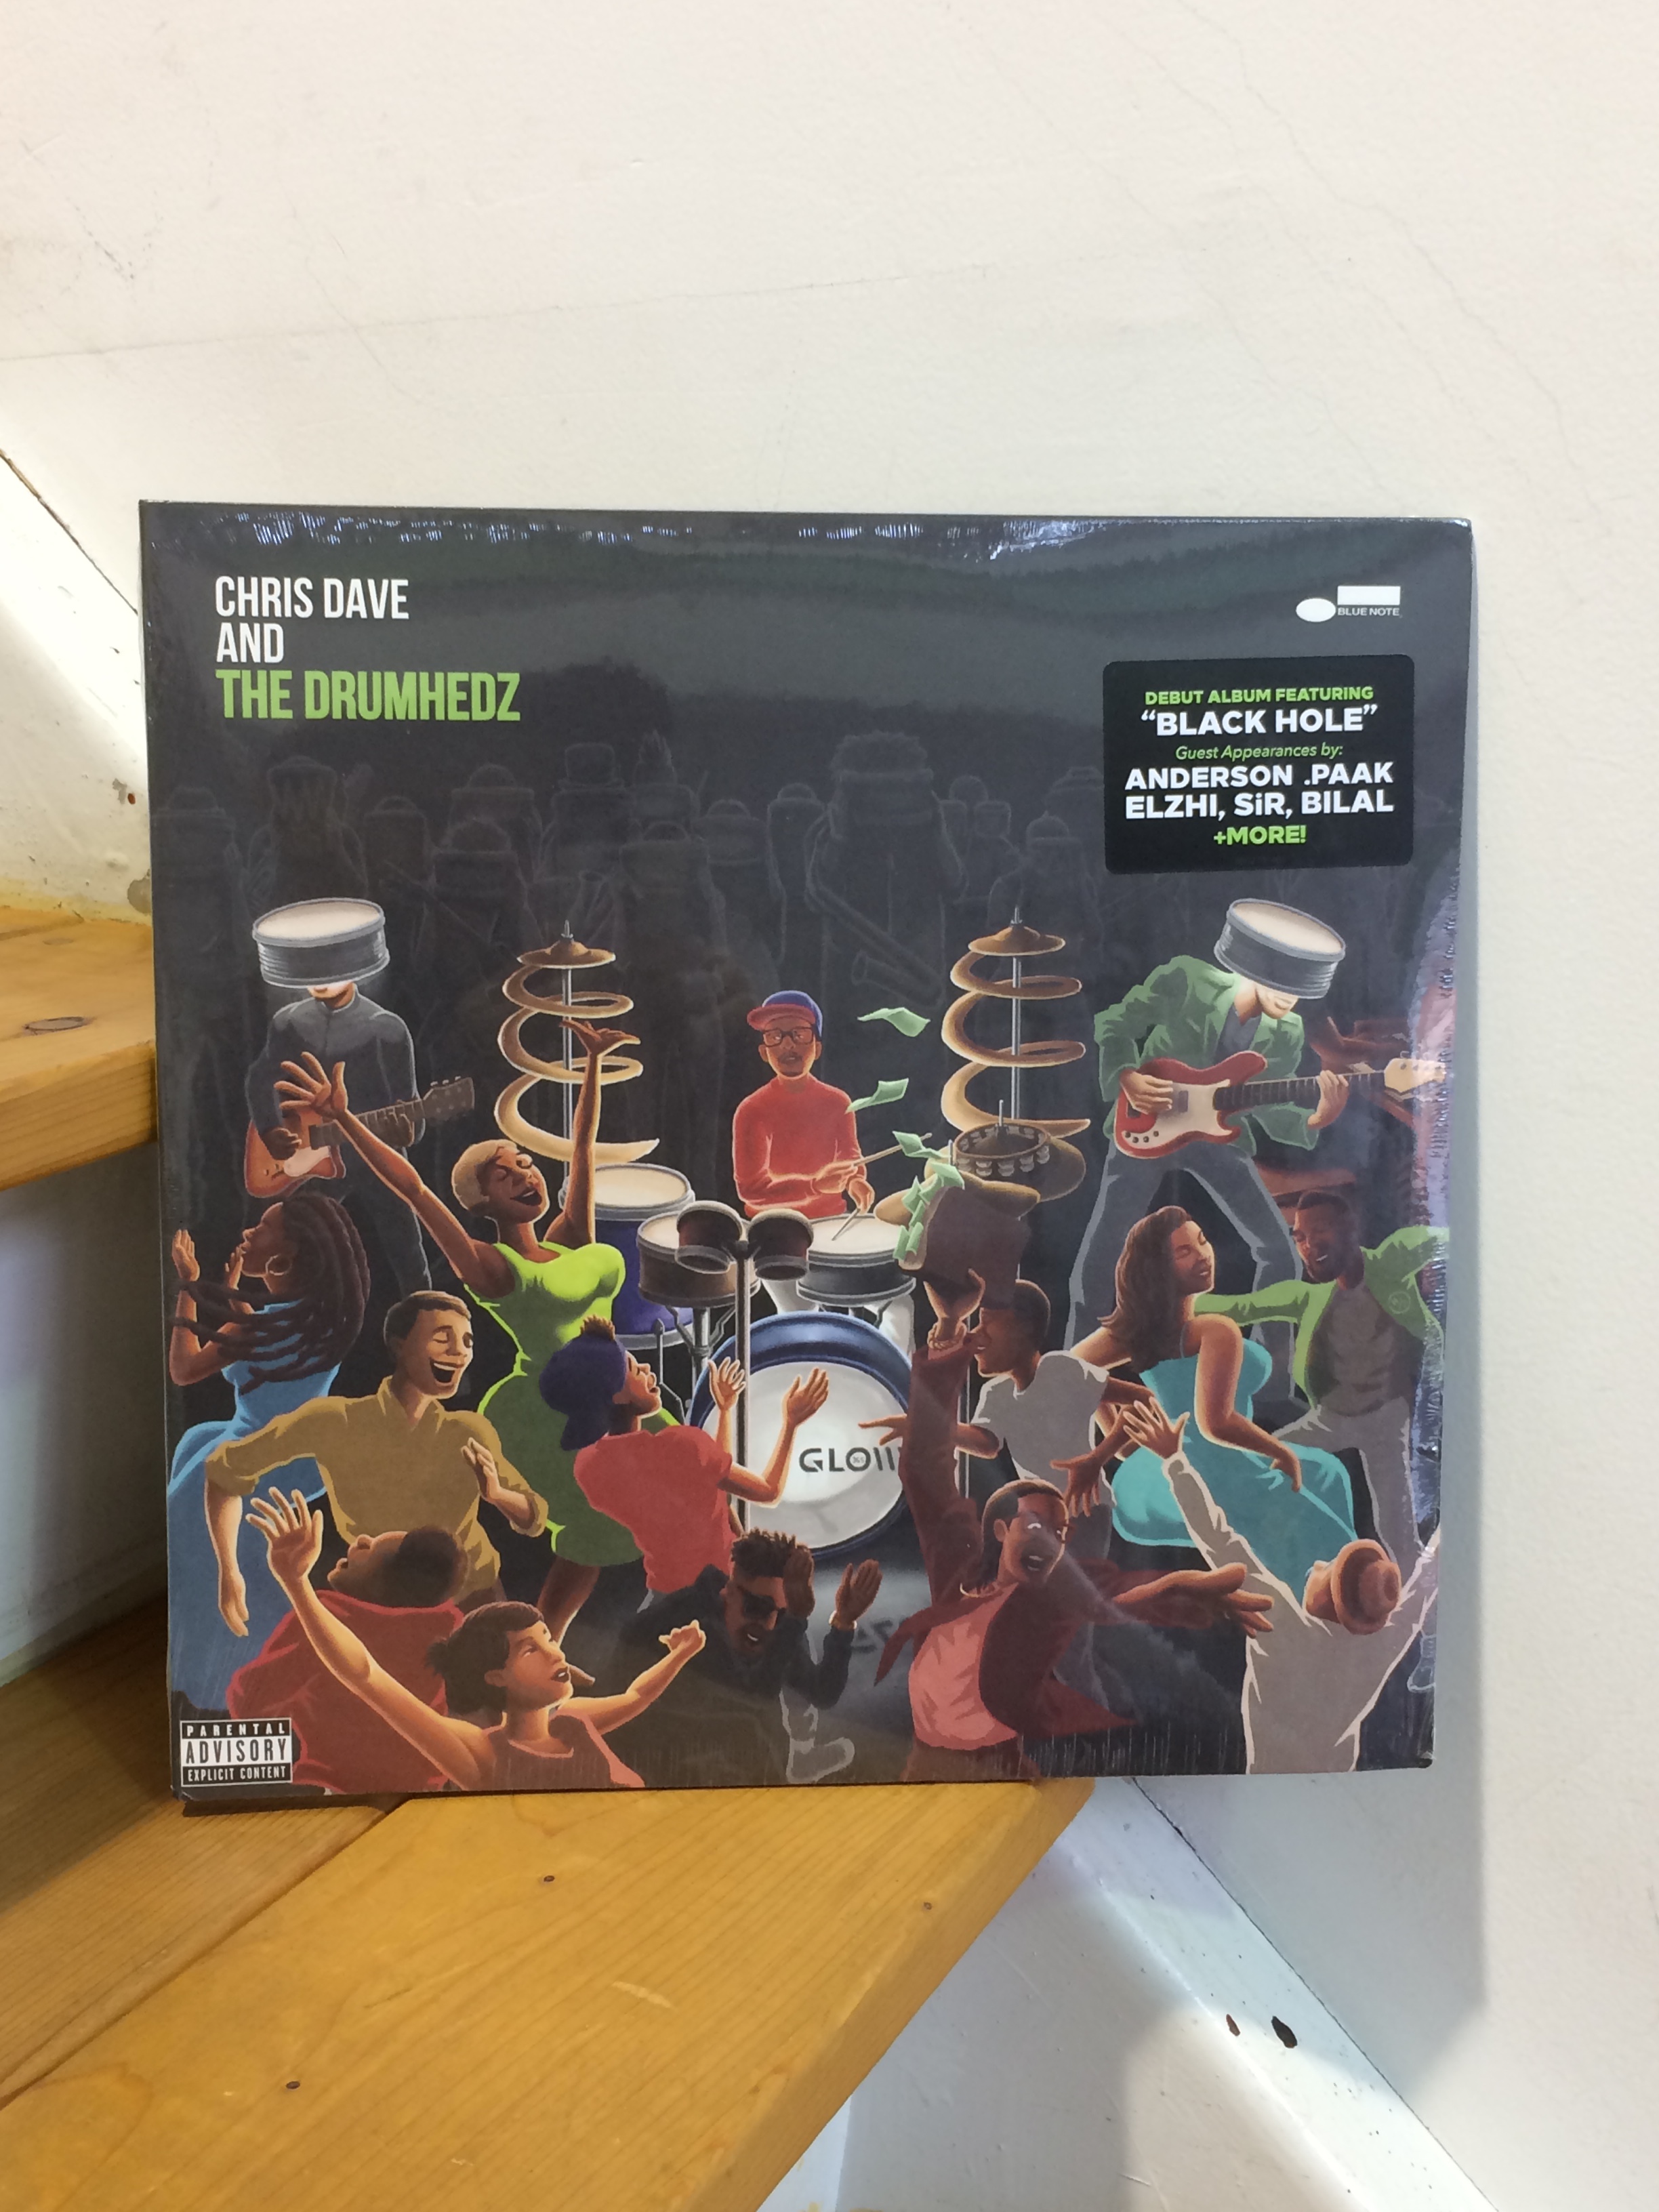 CHRIS DAVE
AND
THE DRUMHEDZ
BLUE NOTE
DEBUT ALBUM FEATURING
“BLACK HOLE”
Guest Appearances by:
ANDERSON .PAAK
ELZHI, SiR, BILAL
+MORE!
PARENTAL
ADVISORY
EXPLICIT CONTENT